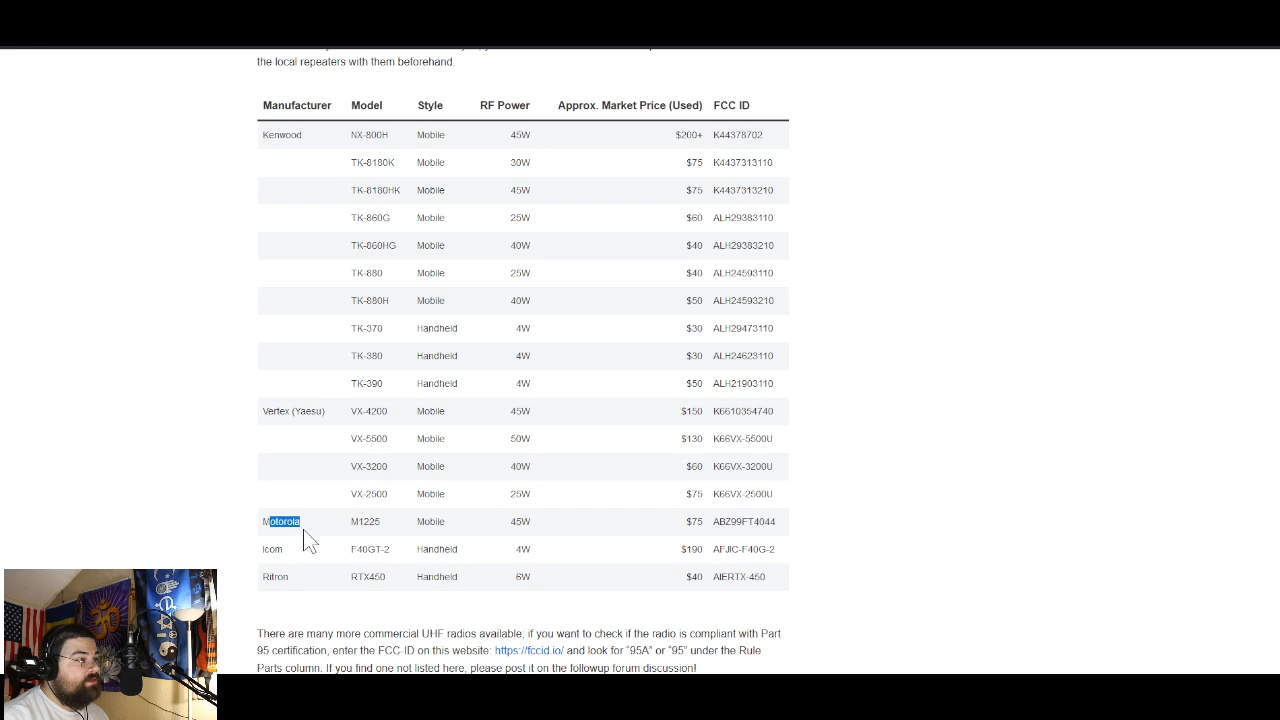 the local repeaters with them beforehand.
Manufacturer Model Style RF Power Approx. Market Price (Used) FCC ID
Kenwood NX-800H Mobile 45W $200+ K44378702
TK-8180K Mobile 30W $75 K4437313110
TK-8180HK Mobile 45W $75 K4437313210
TK-860G Mobile 25W $60 ALH29383110
TK-860HG Mobile 40W $40 ALH29383210
TK-880 Mobile 25W $40 ALH24593110
TK-880H Mobile 40W $50 ALH24593210
TK-370 Handheld 4W $30 ALH29473110
TK-380 Handheld 4W $30 ALH24623110
TK-390 Handheld 4W $50 ALH21903110
Vertex (Yaesu) VX-4200 Mobile 45W $150 K6610354740
VX-5500 Mobile 50W $130 K66VX-5500U
VX-3200 Mobile 40W $60 K66VX-3200U
VX-2500 Mobile 25W $75 K66VX-2500U
Motorola M1225 Mobile 45W $75 ABZ99FT4044
Icom F40GT-2 Handheld 4W $190 AFJIC-F40G-2
Ritron RTX450 Handheld 6W $40 AIERTX-450
There are many more commercial UHF radios available; if you want to check if the radio is compliant with Part
95 certification, enter the FCC-ID on this website: https://fccid.io/ and look for “95A” or “95” under the Rule
Parts column. If you find one not listed here, please post it on the followup forum discussion!